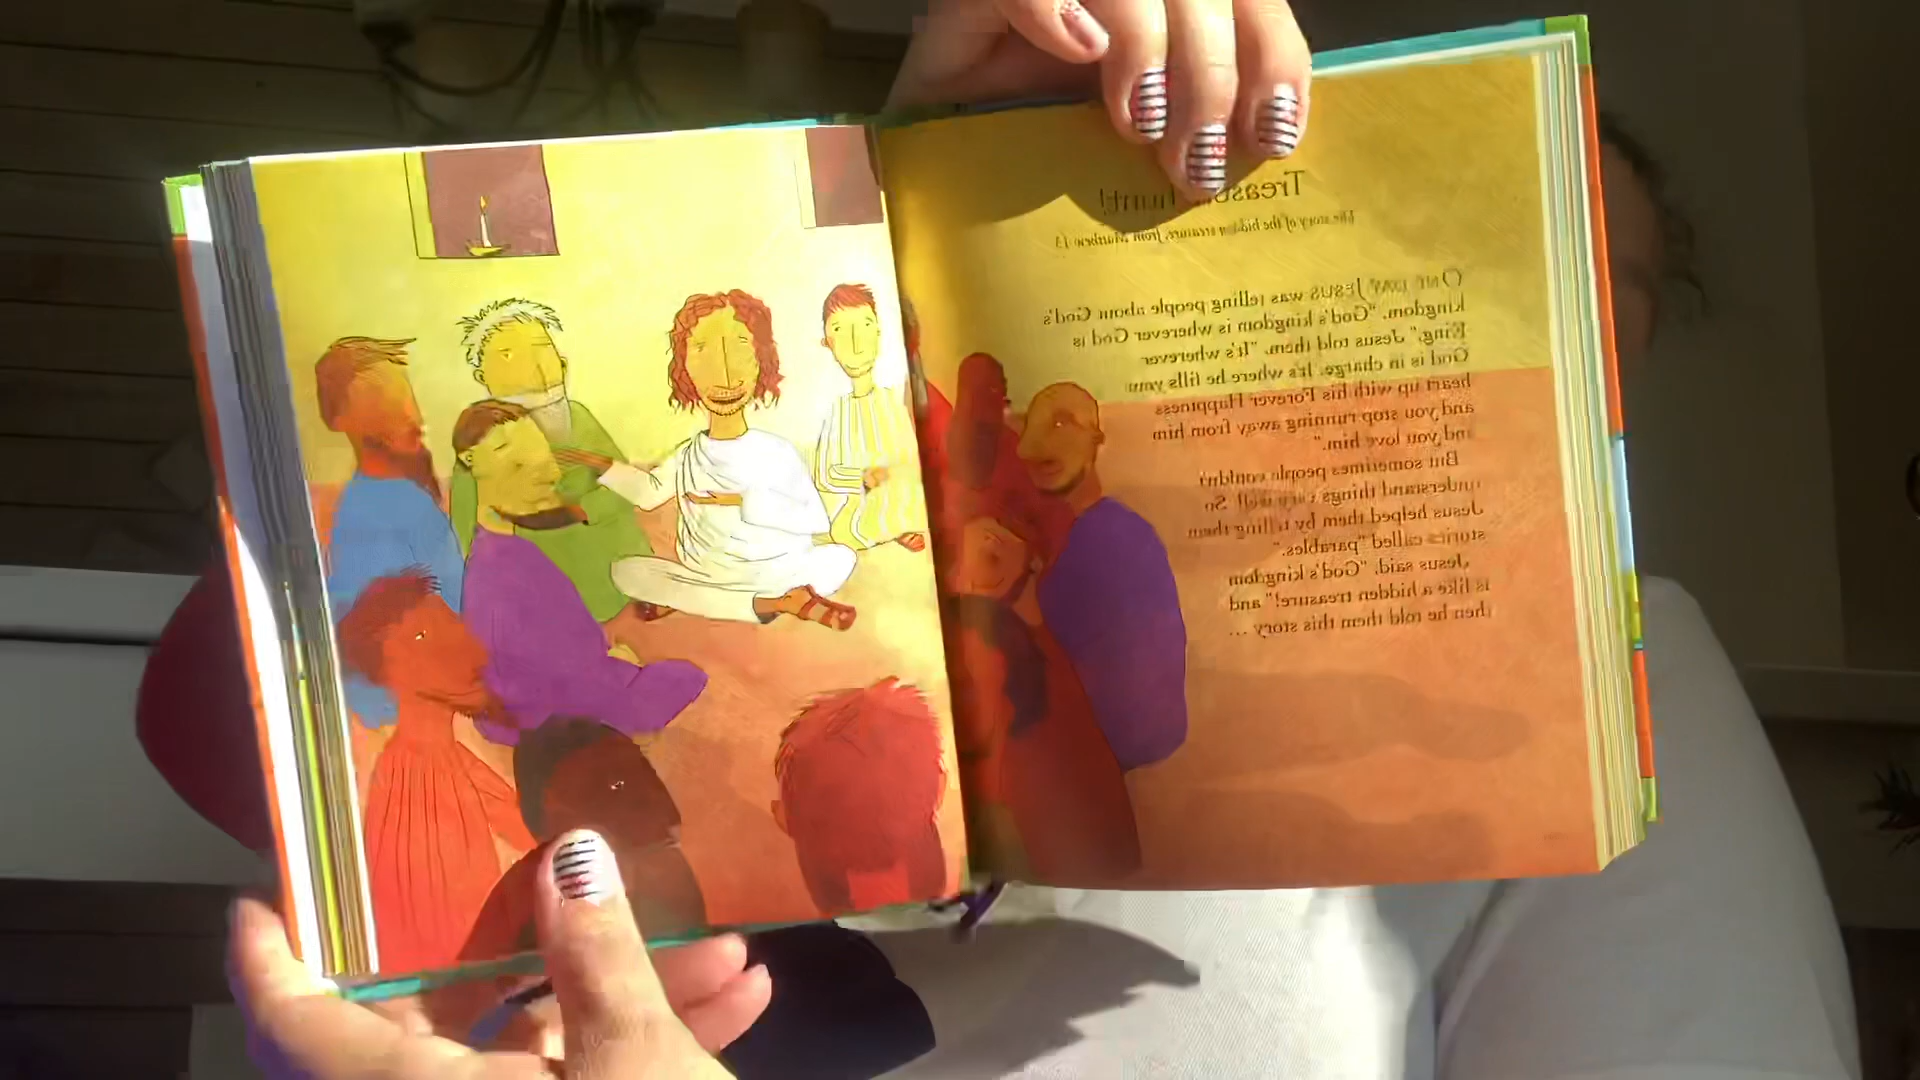 Treasure Hunt!
The story of the hidden treasure, from Matthew 13
ONE DAY JESUS was telling people about God's
kingdom. "God's kingdom is wherever God is
King," Jesus told them. "It's wherever
God is in charge. It's where he fills your
heart up with his Forever Happiness
and you stop running away from him
and you love him."
But sometimes people couldn't
understand things very well. So
Jesus helped them by telling them
stories called "parables."
Jesus said, "God's kingdom
is like a hidden treasure!" and
then he told them this story ...